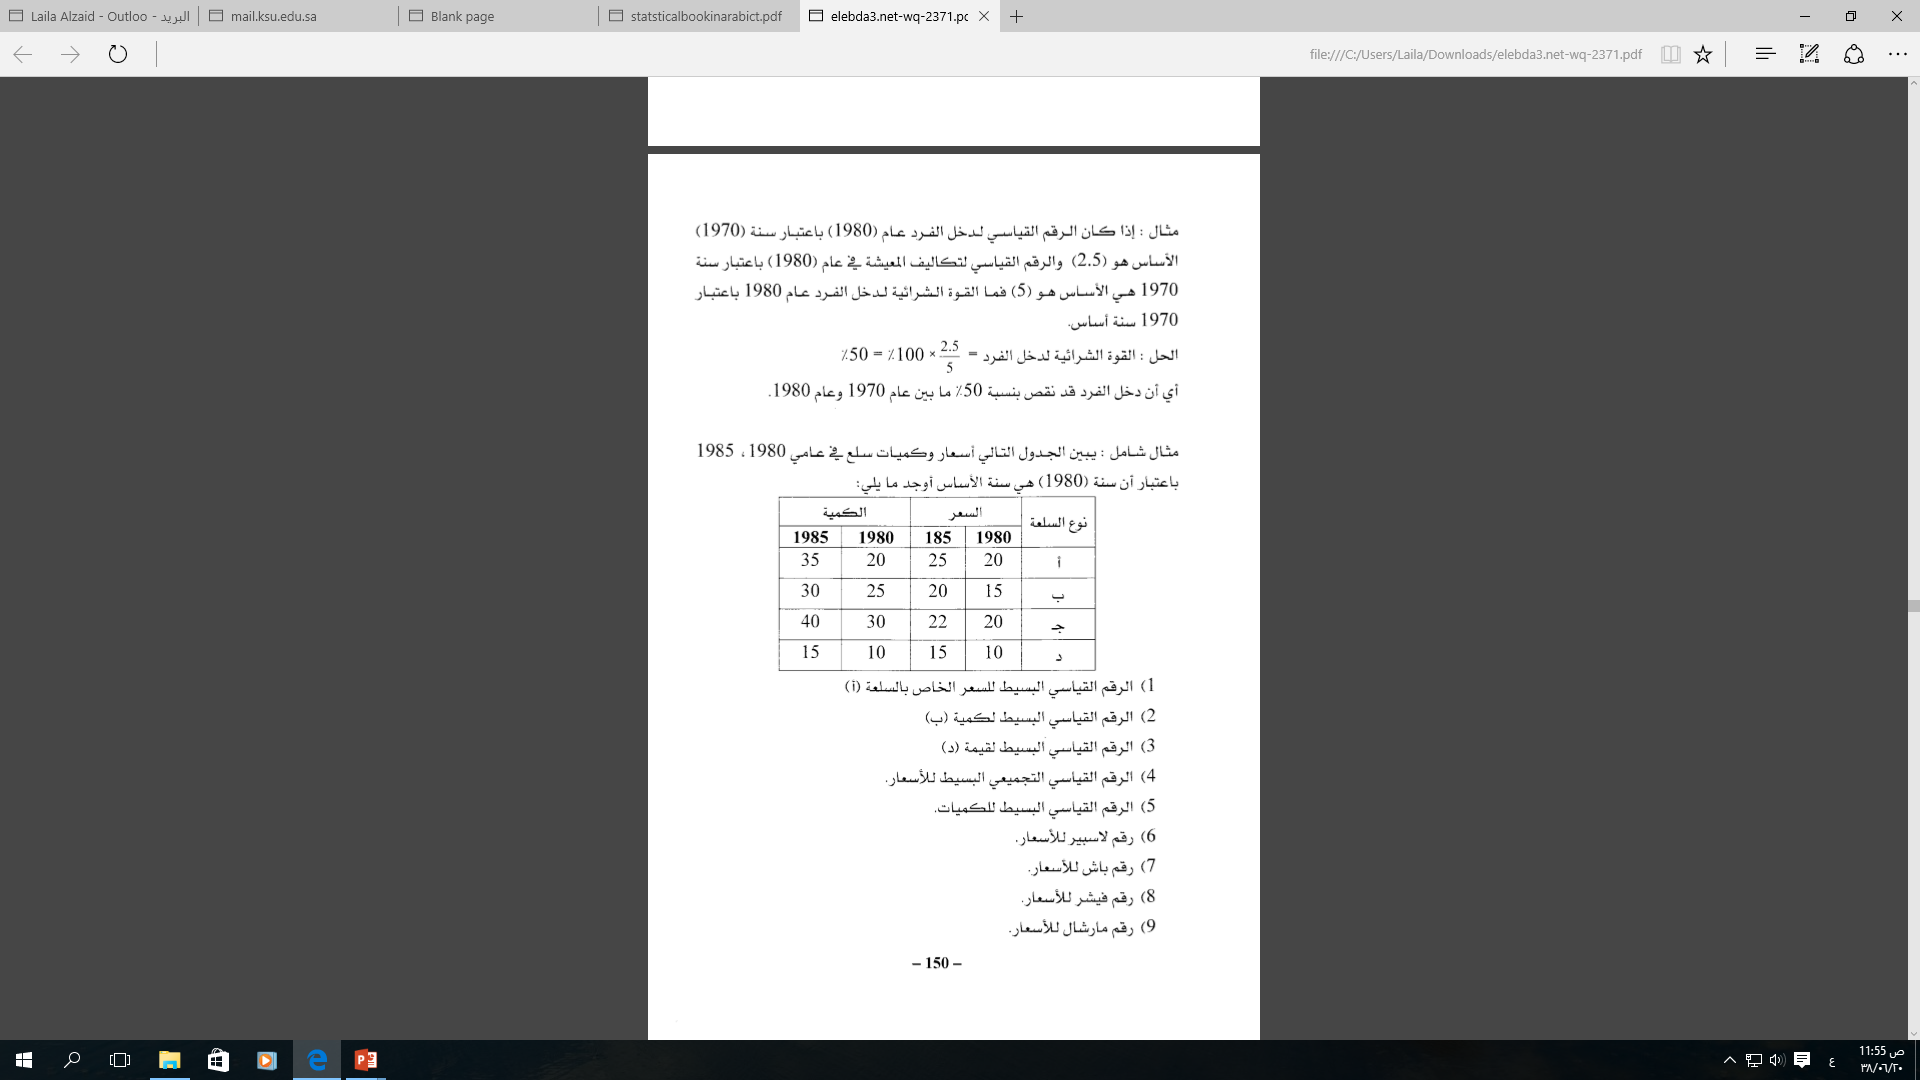 Laila Alzaid - Outloo - البريد
mail.ksu.edu.sa
Blank page
statsticalbookinarabict.pdf
elebda3.net-wq-2371.pc
file:///C:/Users/Laila/Downloads/elebda3.net-wq-2371.pdf
مثال : إذا كان الرقم القياسي لدخل الفرد عام (1980) باعتبار سنة (1970)
الأساس هو (2.5) والرقم القياسي لتكاليف المعيشة في عام (1980) باعتبار سنة
1970 هي الأساس هو (5) فما القوة الشرائية لدخل الفرد عام 1980 باعتبار
1970 سنة أساس.
الحل : القوة الشرائية لدخل الفرد = 2.5/5 × 100٪ = 50٪
أي أن دخل الفرد قد نقص بنسبة 50٪ ما بين عام 1970 وعام 1980.
مثال شامل : يبين الجدول التالي أسعار وكميات سلع في عامي 1980 ، 1985
باعتبار أن سنة (1980) هي سنة الأساس أوجد ما يلي:
نوع السلعة السعر الكمية
1980 185 1980 1985
أ 20 25 20 35
ب 15 20 25 30
جـ 20 22 30 40
د 10 15 10 15
1) الرقم القياسي البسيط للسعر الخاص بالسلعة (أ)
2) الرقم القياسي البسيط لكمية (ب)
3) الرقم القياسي البسيط لقيمة (د)
4) الرقم القياسي التجميعي البسيط للأسعار.
5) الرقم القياسي البسيط للكميات.
6) رقم لاسبير للأسعار.
7) رقم باش للأسعار.
8) رقم فيشر للأسعار.
9) رقم مارشال للأسعار.
– 150 –
ع
11:55 ص
٣٨/٠٦/٢٠